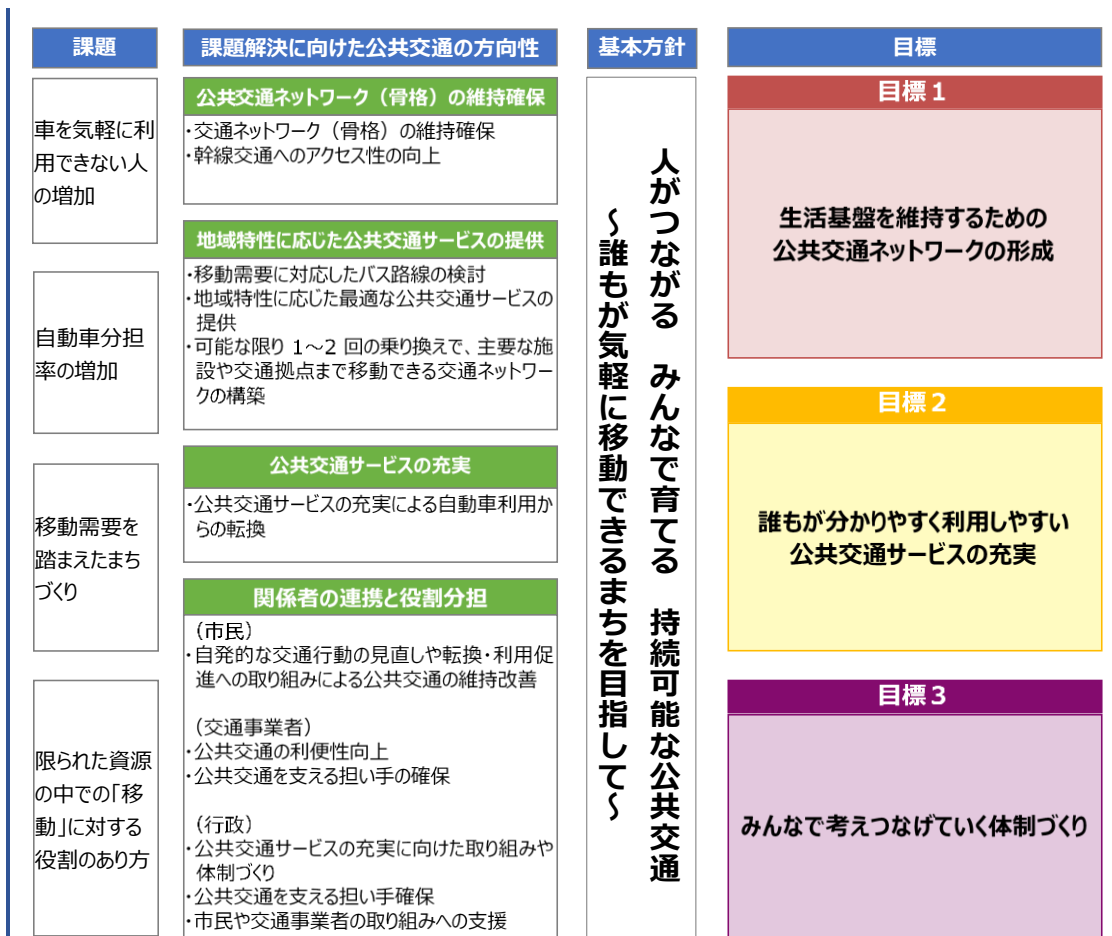 課題
車を気軽に利
用できない人
の増加
自動車分担
率の増加
移動需要を
踏まえたまち
づくり
限られた資源
の中での「移
動」に対する
役割のあり方
課題解決に向けた公共交通の方向性
公共交通ネットワーク（骨格）の維持確保
・交通ネットワーク（骨格）の維持確保
・幹線交通へのアクセス性の向上
地域特性に応じた公共交通サービスの提供
・移動需要に対応したバス路線の検討
・地域特性に応じた最適な公共交通サービスの
提供
・可能な限り 1～2 回の乗り換えで、主要な施
設や交通拠点まで移動できる交通ネットワー
クの構築
公共交通サービスの充実
・公共交通サービスの充実による自動車利用か
らの転換
関係者の連携と役割分担
（市民）
・自発的な交通行動の見直しや転換・利用促
進への取り組みによる公共交通の維持改善
（交通事業者）
・公共交通の利便性向上
・公共交通を支える担い手の確保
（行政）
・公共交通サービスの充実に向けた取り組みや
体制づくり
・公共交通を支える担い手確保
・市民や交通事業者の取り組みへの支援
基本方針
人がつながる　みんなで育てる　持続可能な公共交通
～誰もが気軽に移動できるまちを目指して～
目標
目標１
生活基盤を維持するための
公共交通ネットワークの形成
目標２
誰もが分かりやすく利用しやすい
公共交通サービスの充実
目標３
みんなで考えつなげていく体制づくり